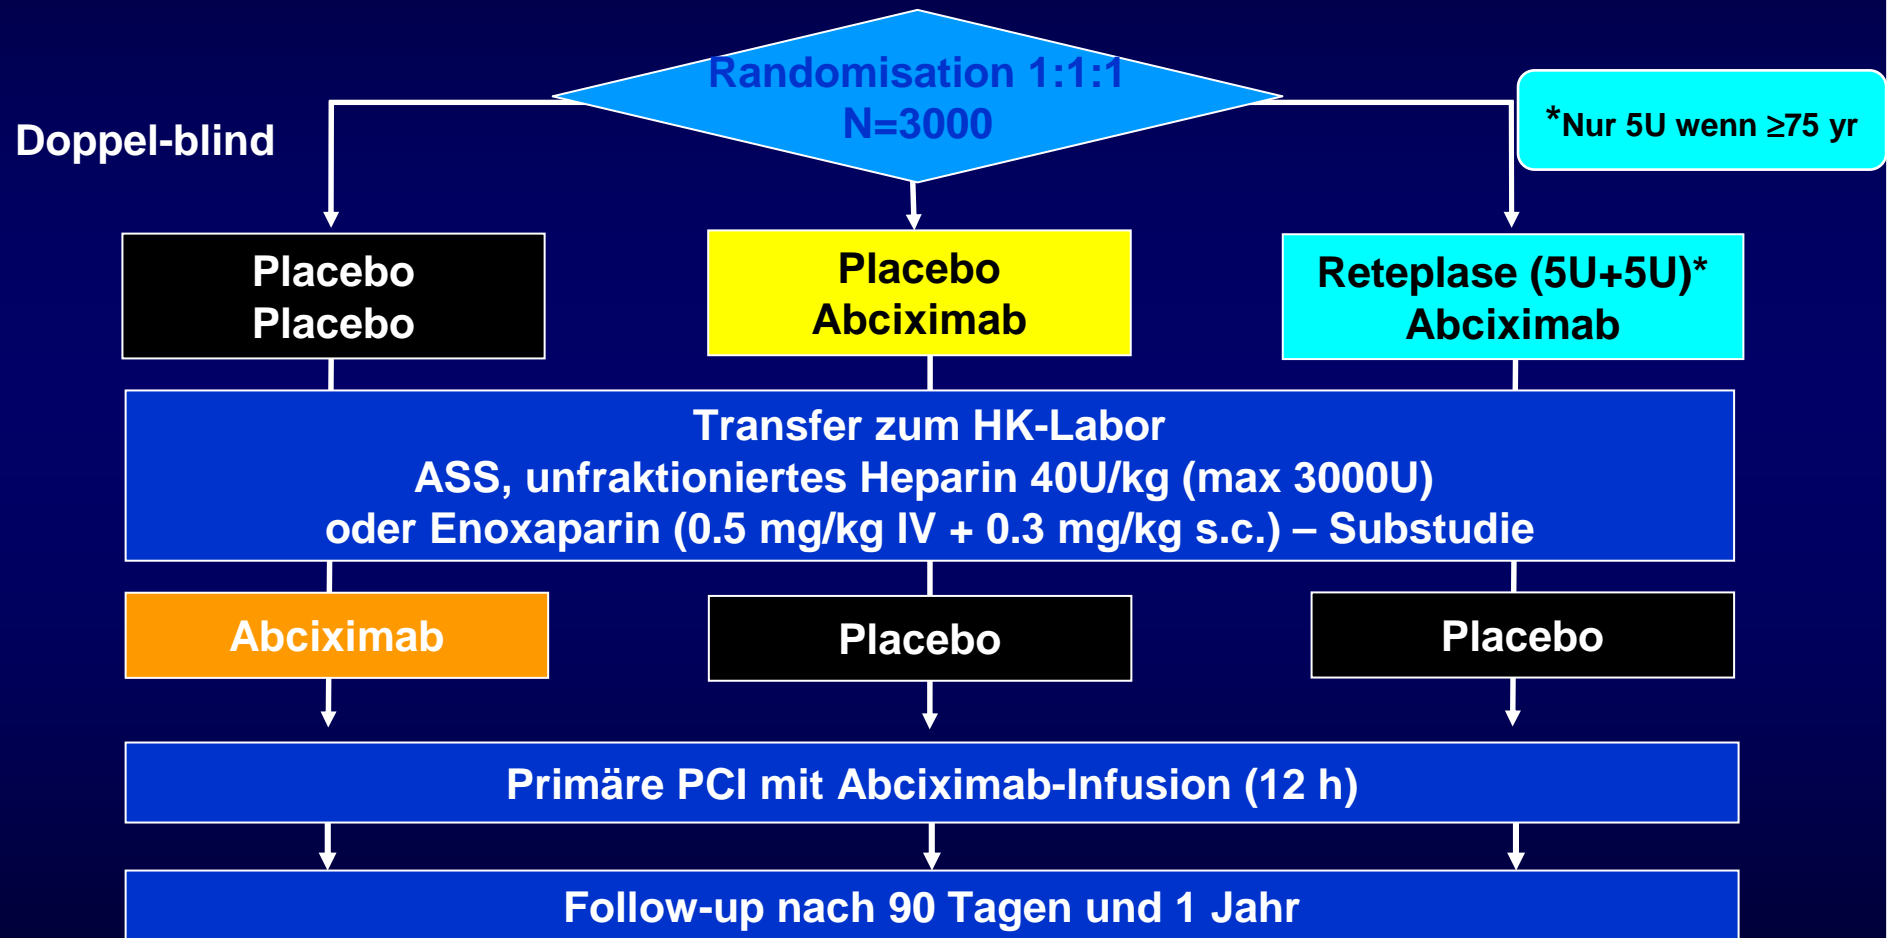 Randomisation 1:1:1
N=3000
Doppel-blind
*Nur 5U wenn ≥75 yr
Placebo
Placebo
Placebo
Abciximab
Reteplase (5U+5U)*
Abciximab
Transfer zum HK-Labor
ASS, unfraktioniertes Heparin 40U/kg (max 3000U)
oder Enoxaparin (0.5 mg/kg IV + 0.3 mg/kg s.c.) – Substudie
Abciximab
Placebo
Placebo
Primäre PCI mit Abciximab-Infusion (12 h)
Follow-up nach 90 Tagen und 1 Jahr